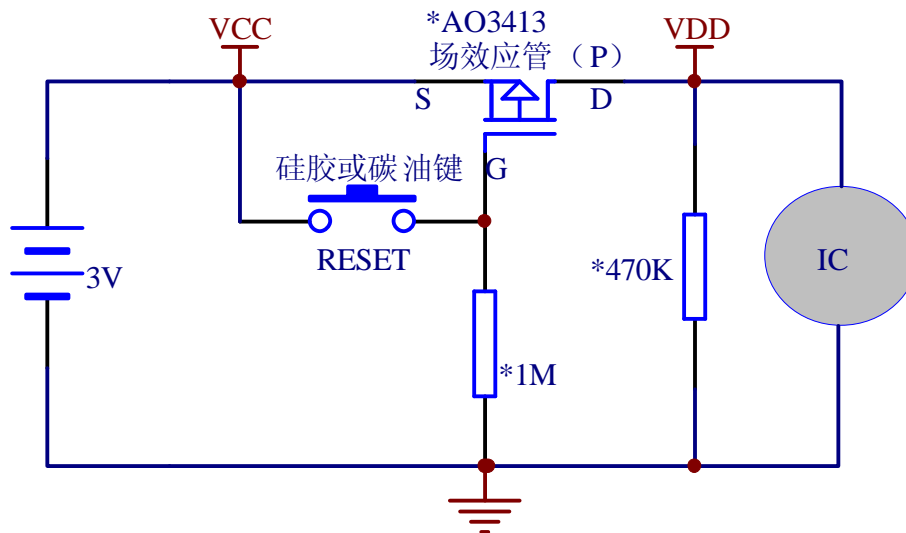 VCC
*AO3413
VDD
场效应管 （P）
S
D
硅胶或碳油键
G
RESET
3V
*470K
IC
*1M